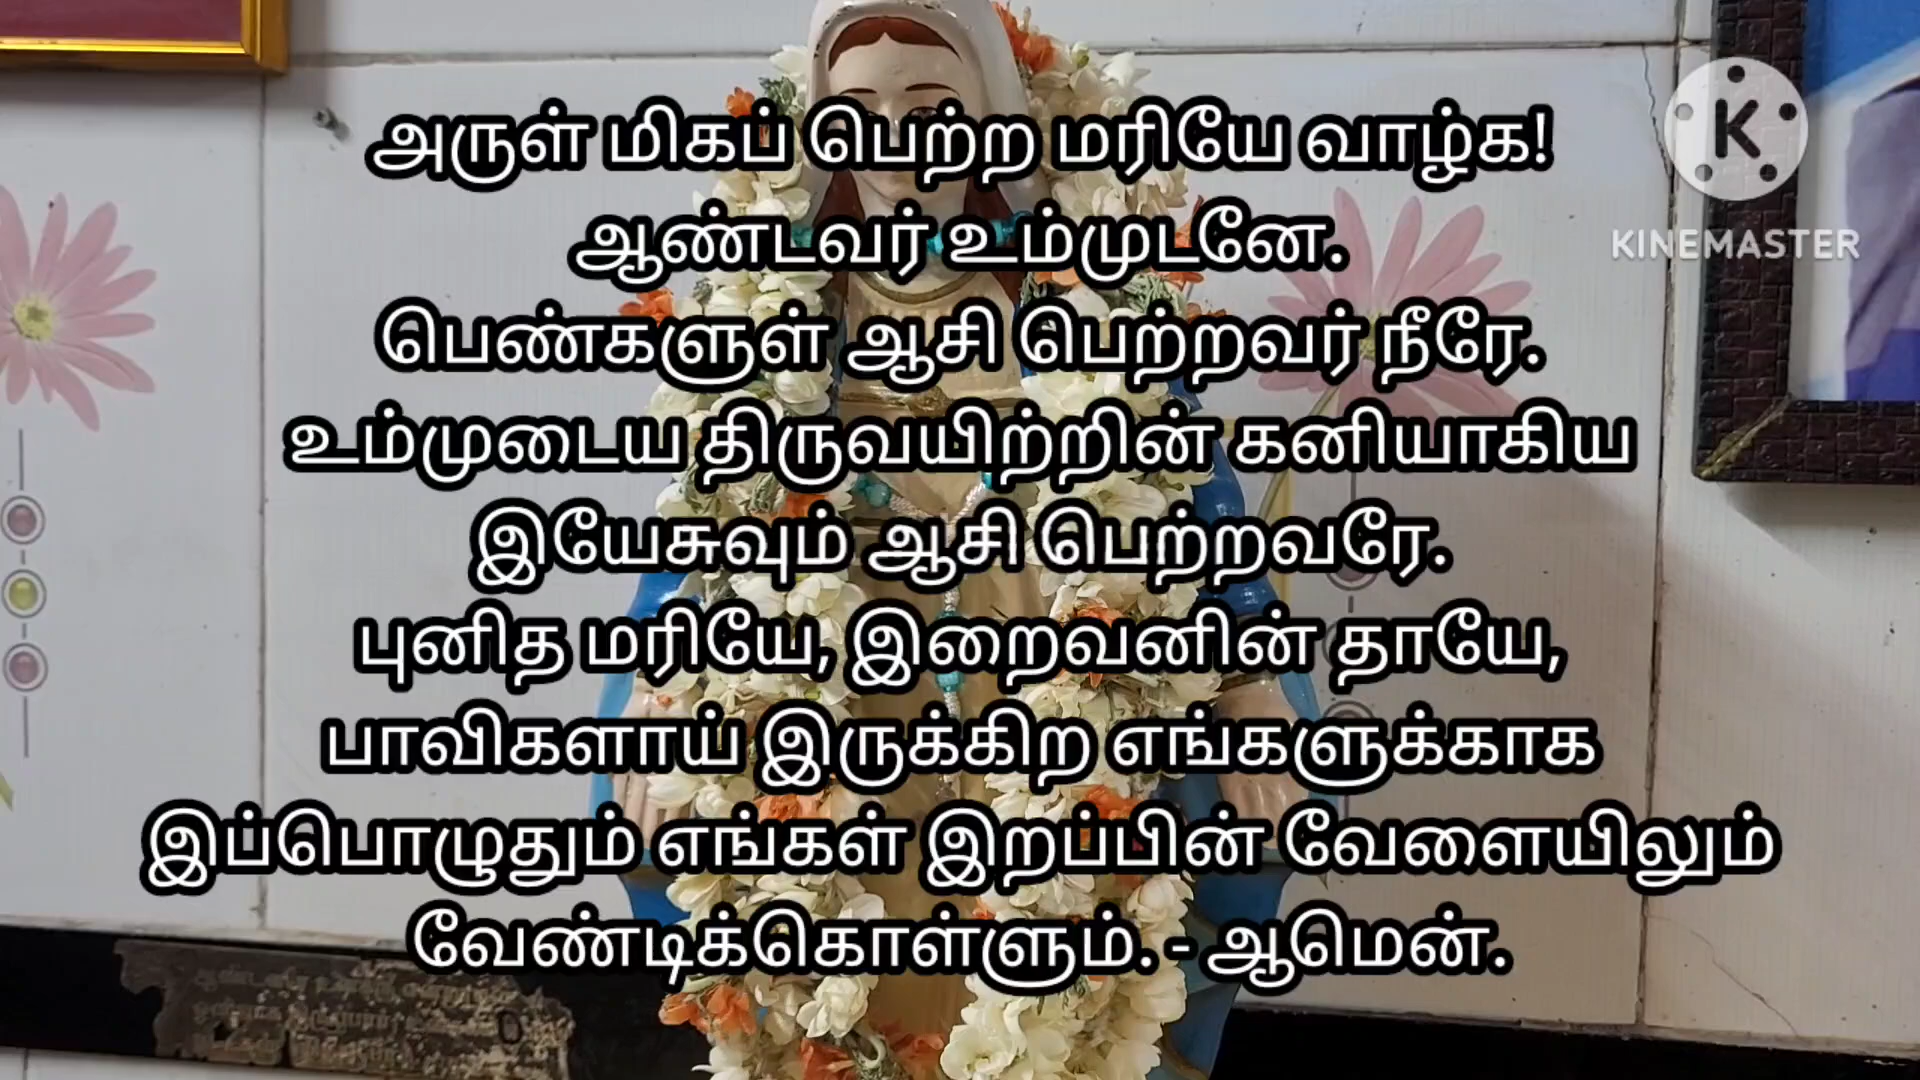 அருள் மிகப் பெற்ற மரியே வாழ்க!
ஆண்டவர் உம்முடனே.
பெண்களுள் ஆசி பெற்றவர் நீரே.
உம்முடைய திருவயிற்றின் கனியாகிய
இயேசுவும் ஆசி பெற்றவரே.
புனித மரியே, இறைவனின் தாயே,
பாவிகளாய் இருக்கிற எங்களுக்காக
இப்பொழுதும் எங்கள் இறப்பின் வேளையிலும்
வேண்டிக்கொள்ளும். - ஆமென்.
K
KINEMASTER